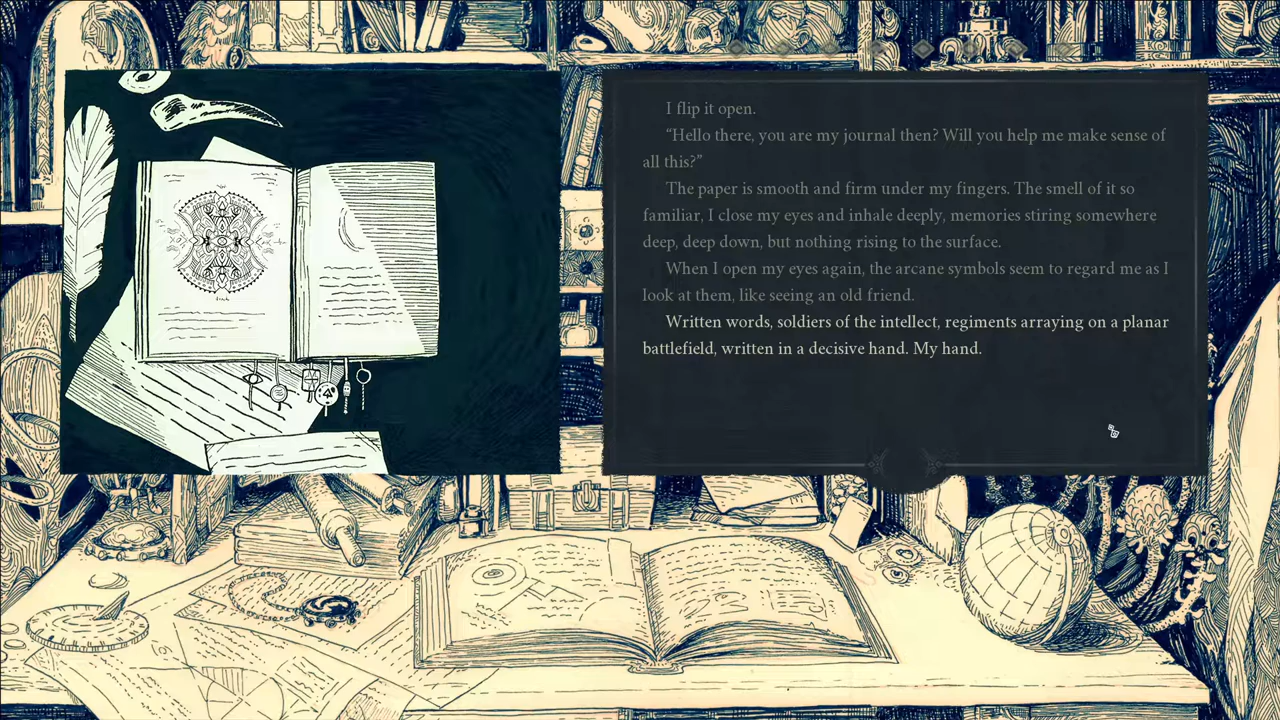 I flip it open.
“Hello there, you are my journal then? Will you help me make sense of
all this?”
The paper is smooth and firm under my fingers. The smell of it so
familiar, I close my eyes and inhale deeply, memories stiring somewhere
deep, deep down, but nothing rising to the surface.
When I open my eyes again, the arcane symbols seem to regard me as I
look at them, like seeing an old friend.
Written words, soldiers of the intellect, regiments arraying on a planar
battlefield, written in a decisive hand. My hand.